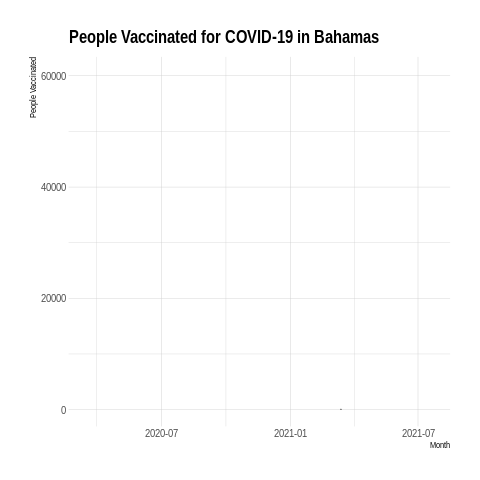 People Vaccinated for COVID-19 in Bahamas
People Vaccinated
60000
40000
20000
0
2020-07
2021-01
2021-07
Month